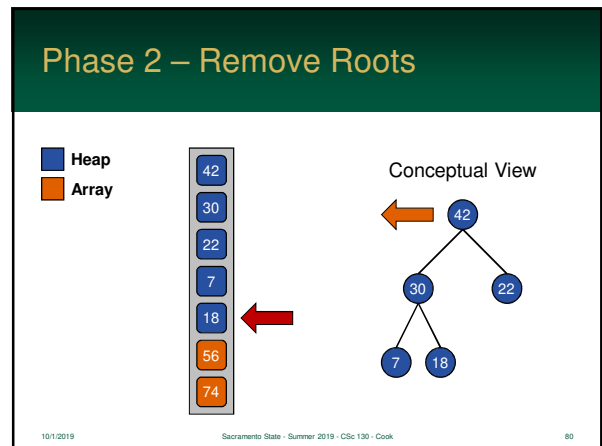 Phase 2 – Remove Roots
Heap
Array
42
30
22
7
18
56
74
Conceptual View
42
30
22
7
18
10/1/2019
Sacramento State - Summer 2019 - CSc 130 - Cook
80